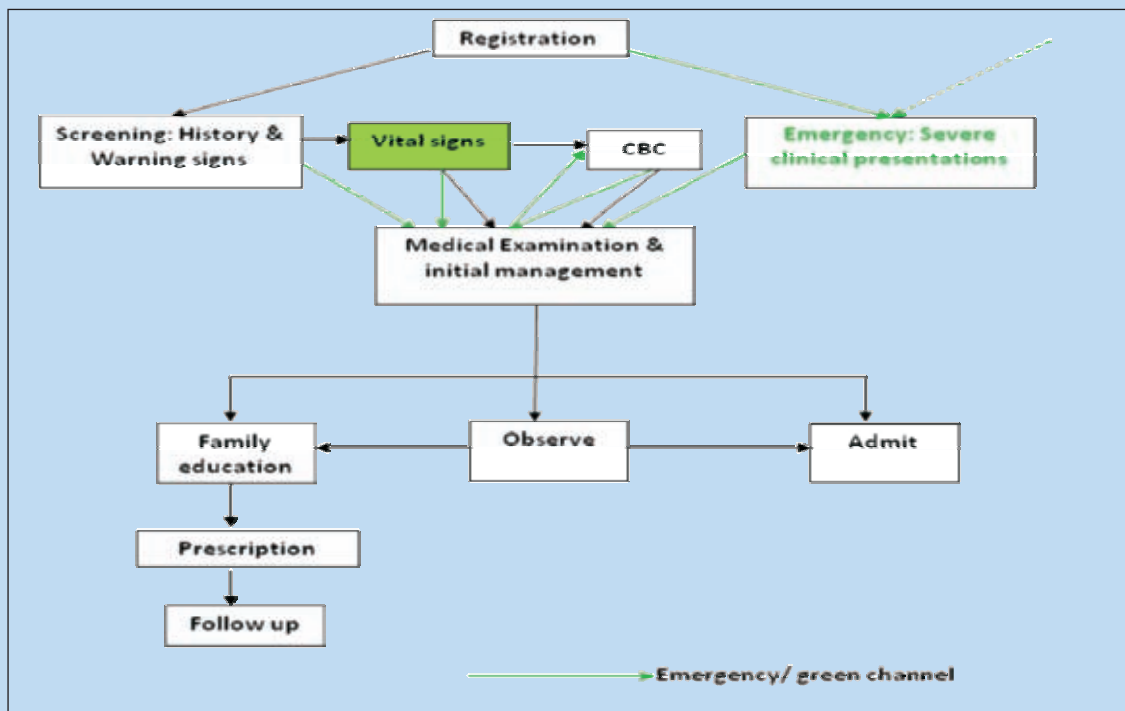 Registration
Screening: History &
Warning signs
Vital signs
CBC
Emergency: Severe
clinical presentations
Medical Examination &
initial management
Family
education
Observe
Admit
Prescription
Follow up
Emergency/ green channel